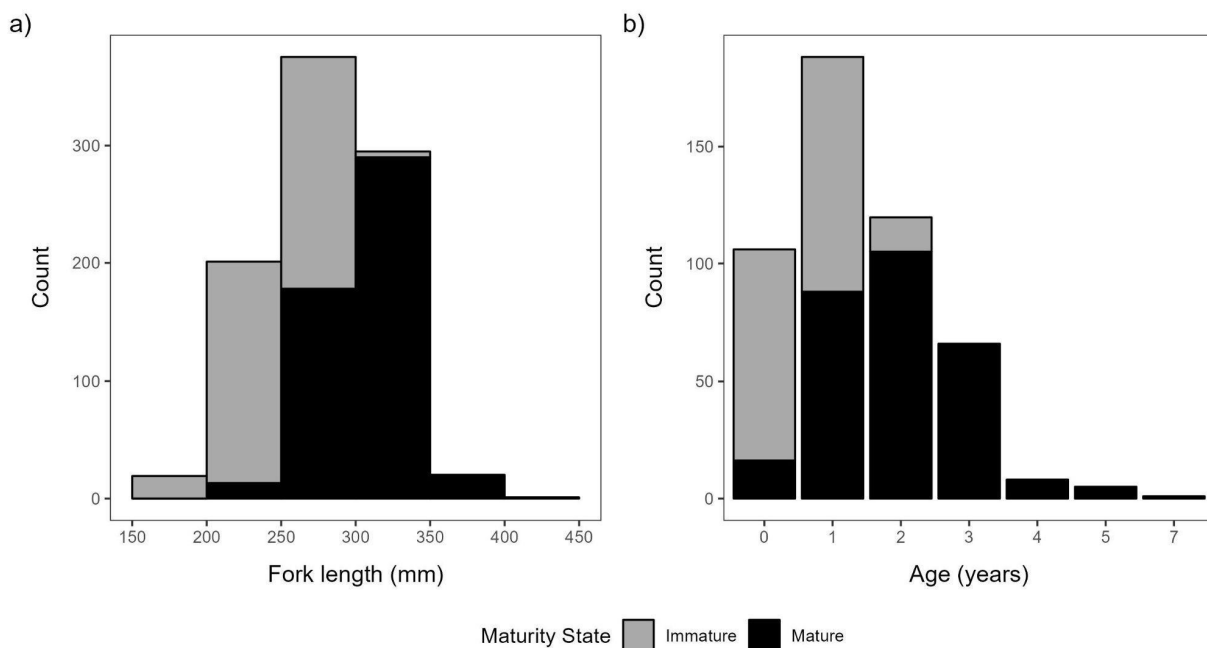 a)
Count
300
200
100
0
150 200 250 300 350 400 450
Fork length (mm)
b)
Count
150
100
50
0
0 1 2 3 4 5 7
Age (years)
Maturity State Immature Mature